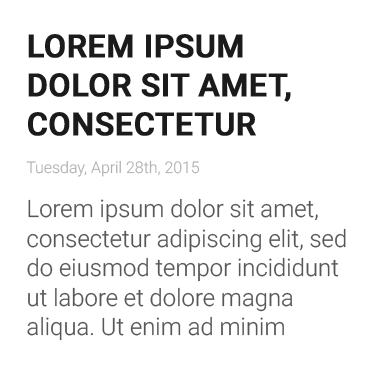 LOREM IPSUM
DOLOR SIT AMET,
CONSECTETUR
Tuesday, April 28th, 2015
Lorem ipsum dolor sit amet,
consectetur adipiscing elit, sed
do eiusmod tempor incididunt
ut labore et dolore magna
aliqua. Ut enim ad minim